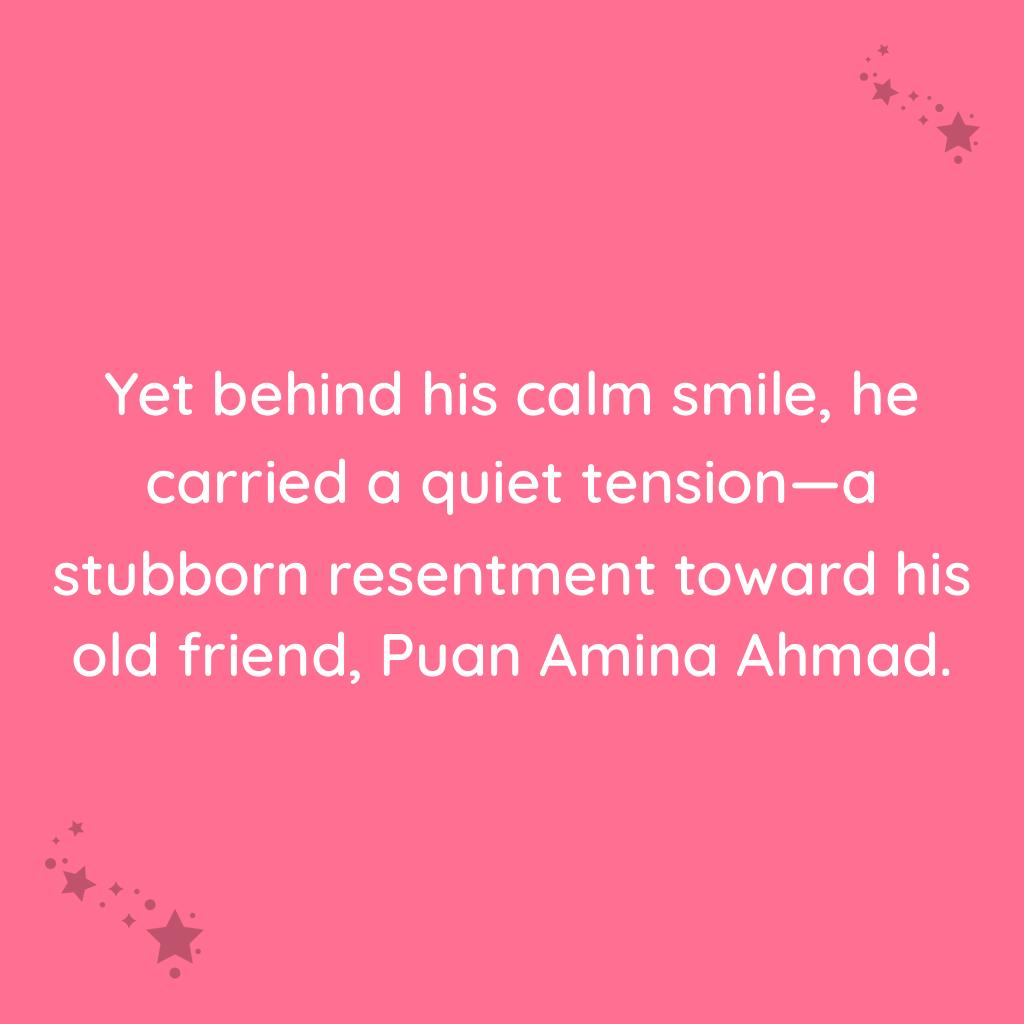 Yet behind his calm smile, he
carried a quiet tension—a
stubborn resentment toward his
old friend, Puan Amina Ahmad.